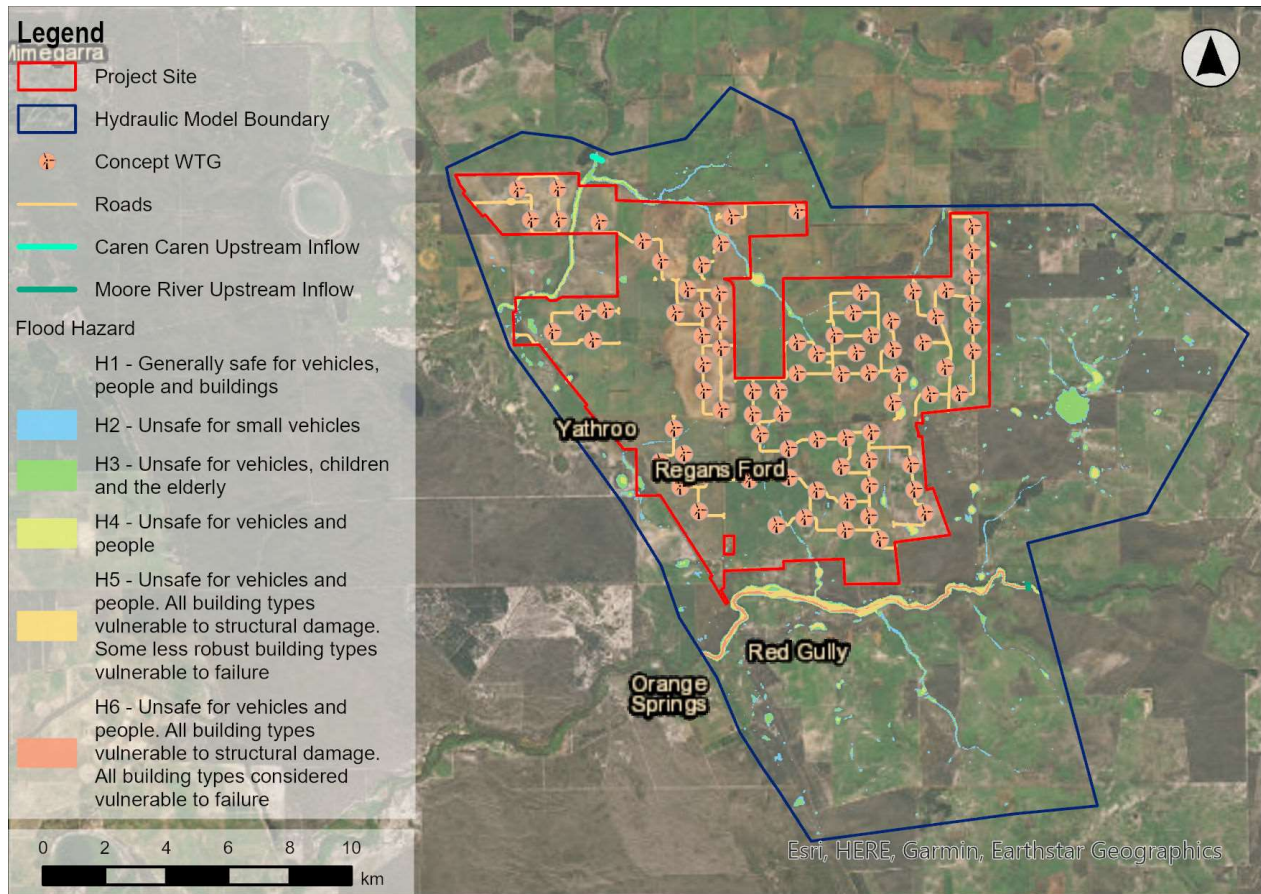 Legend
Mimegarra
Project Site
Hydraulic Model Boundary
Concept WTG
Roads
Caren Caren Upstream Inflow
Moore River Upstream Inflow
Flood Hazard
H1 - Generally safe for vehicles,
people and buildings
H2 - Unsafe for small vehicles
H3 - Unsafe for vehicles, children
and the elderly
H4 - Unsafe for vehicles and
people
H5 - Unsafe for vehicles and
people. All building types
vulnerable to structural damage.
Some less robust building types
vulnerable to failure
H6 - Unsafe for vehicles and
people. All building types
vulnerable to structural damage.
All building types considered
vulnerable to failure
0 2 4 6 8 10
km
Yathroo
Regans Ford
Red Gully
Orange
Springs
Esri, HERE, Garmin, Earthstar Geographics